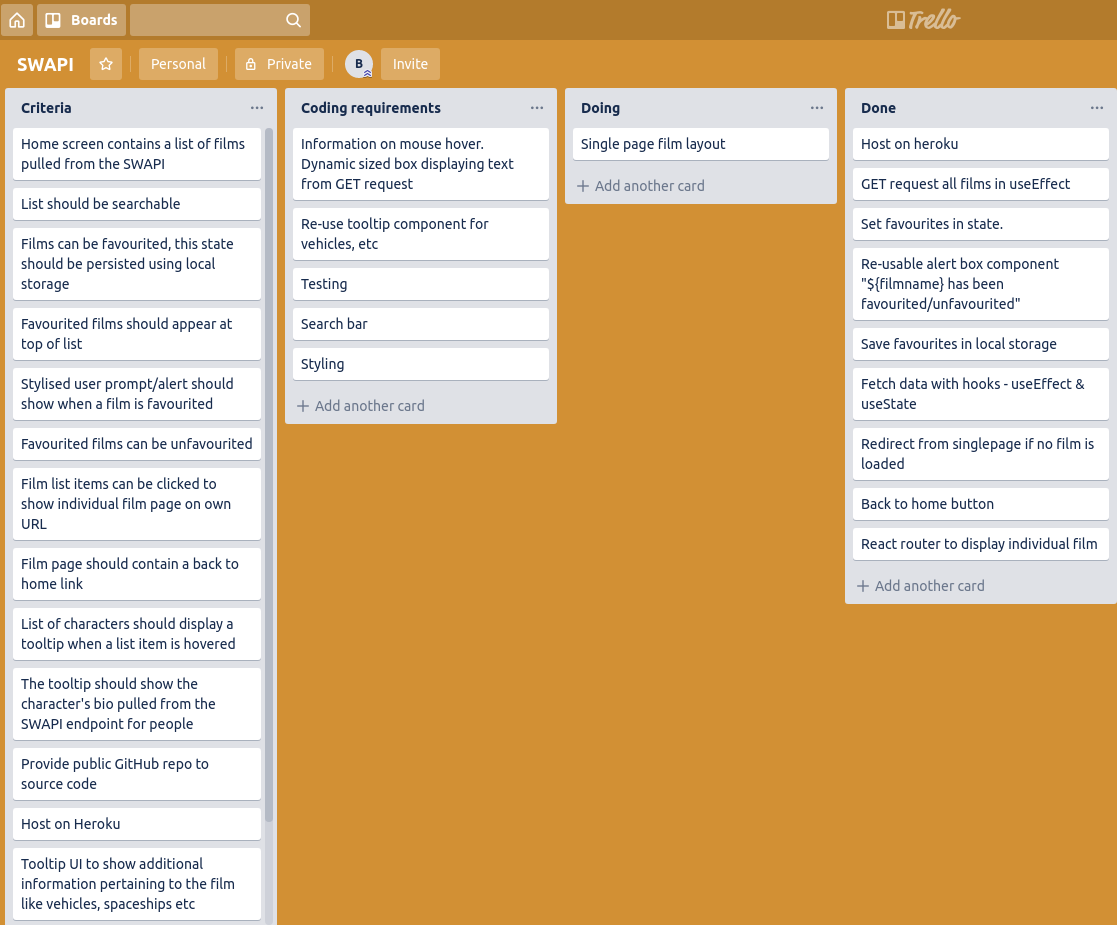 Boards
Trello
SWAPI
Personal
Private
B
Invite
Criteria
Home screen contains a list of films
pulled from the SWAPI
List should be searchable
Films can be favourited, this state
should be persisted using local
storage
Favourited films should appear at
top of list
Stylised user prompt/alert should
show when a film is favourited
Favourited films can be unfavourited
Film list items can be clicked to
show individual film page on own
URL
Film page should contain a back to
home link
List of characters should display a
tooltip when a list item is hovered
The tooltip should show the
character's bio pulled from the
SWAPI endpoint for people
Provide public GitHub repo to
source code
Host on Heroku
Tooltip UI to show additional
information pertaining to the film
like vehicles, spaceships etc
Coding requirements
Information on mouse hover.
Dynamic sized box displaying text
from GET request
Re-use tooltip component for
vehicles, etc
Testing
Search bar
Styling
+ Add another card
Doing
Single page film layout
+ Add another card
Done
Host on heroku
GET request all films in useEffect
Set favourites in state.
Re-usable alert box component
"${filmname} has been
favourited/unfavourited"
Save favourites in local storage
Fetch data with hooks - useEffect &
useState
Redirect from singlepage if no film is
loaded
Back to home button
React router to display individual film
+ Add another card